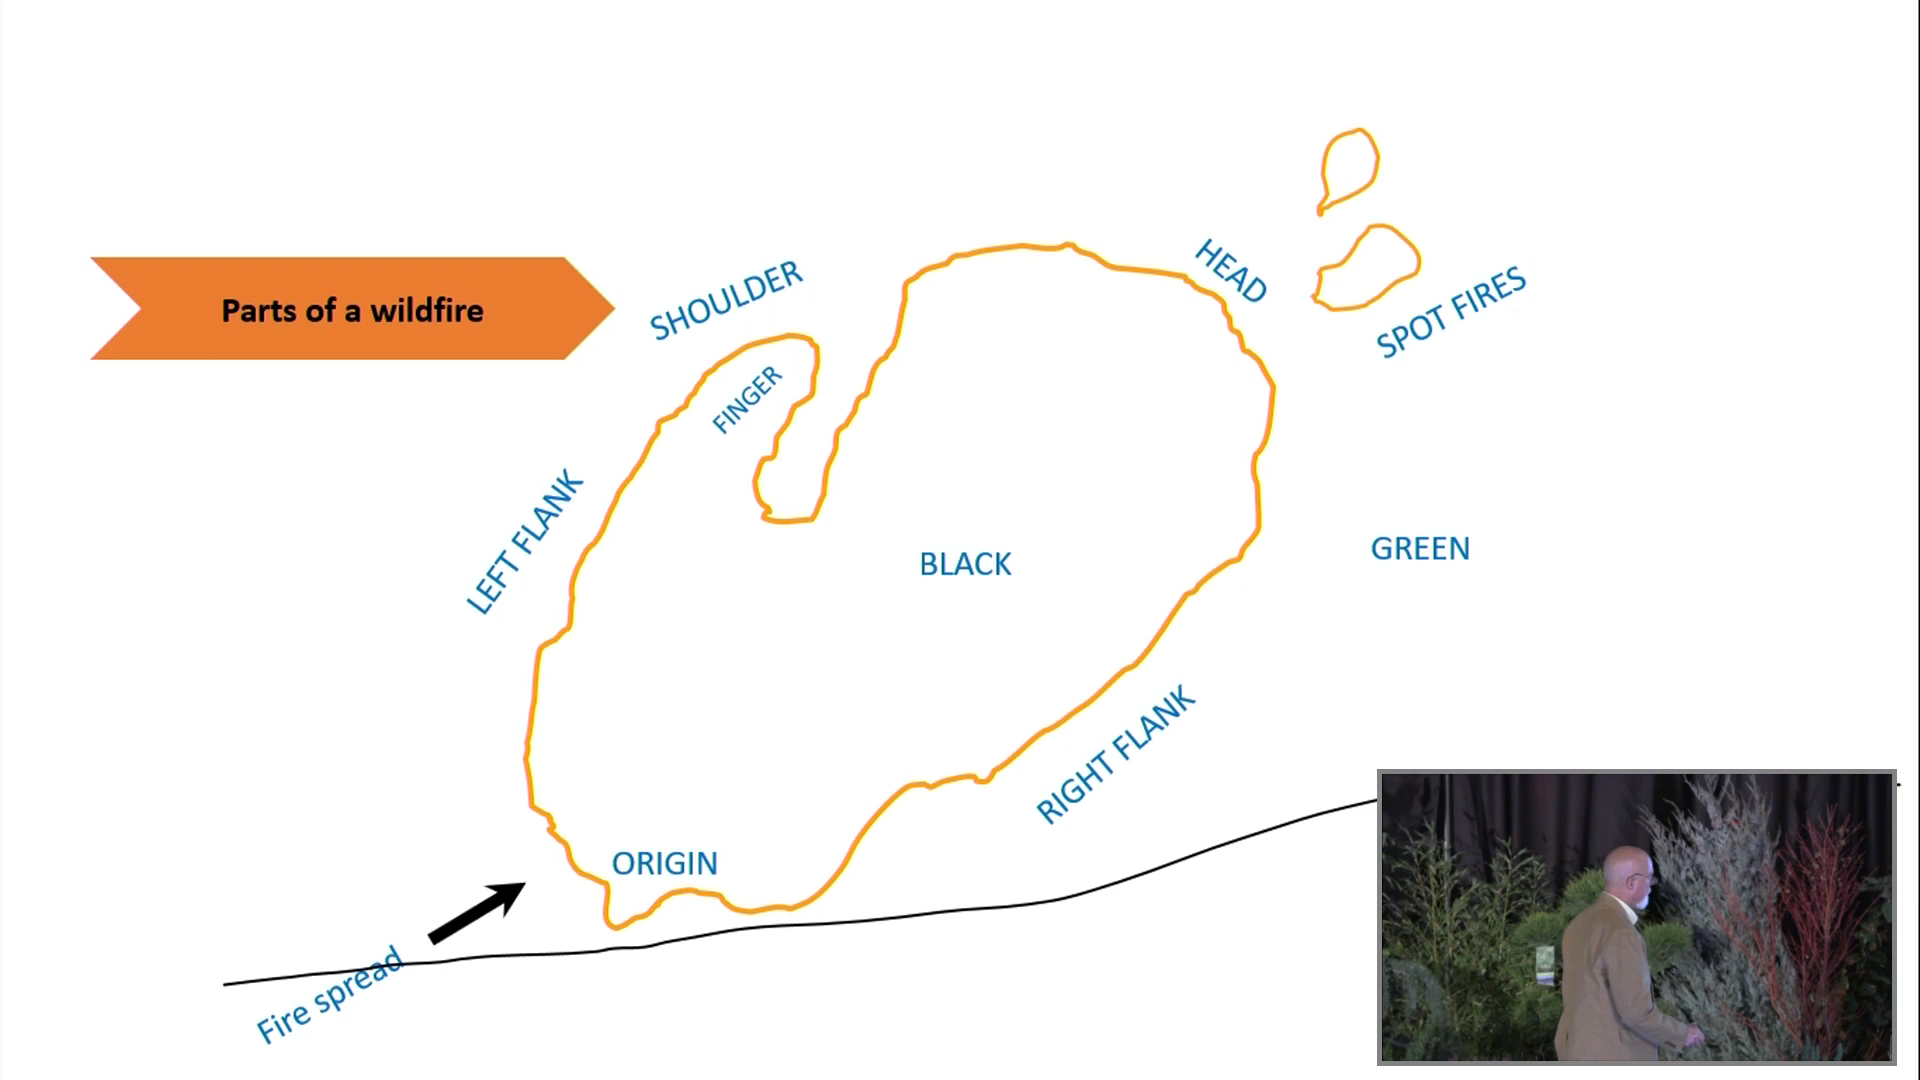 Parts of a wildfire
SHOULDER
HEAD
SPOT FIRES
FINGER
LEFT FLANK
BLACK
GREEN
RIGHT FLANK
ORIGIN
Fire spread